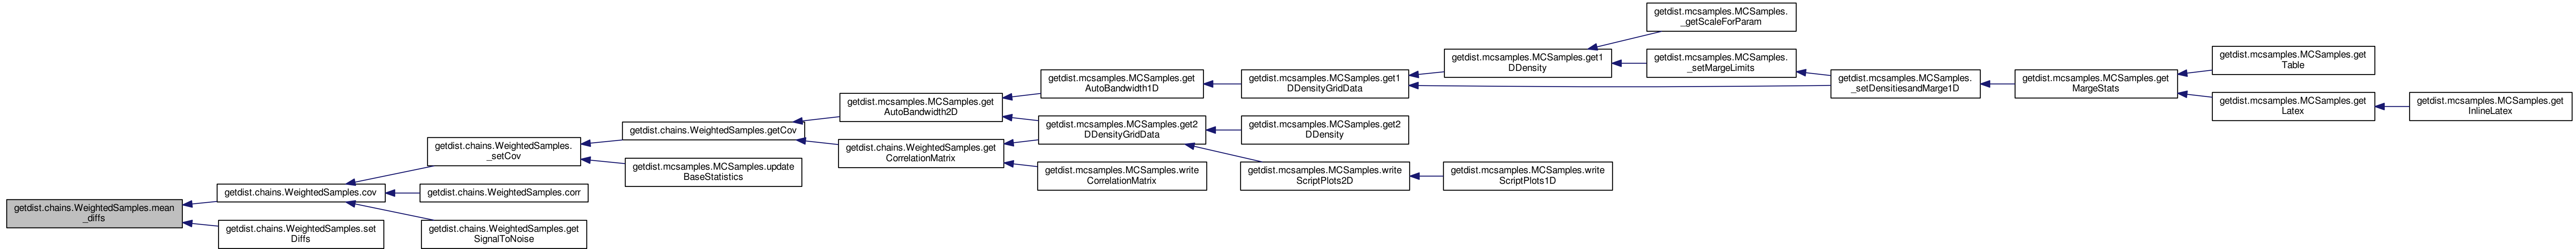 getdist.chains.WeightedSamples.mean
_diffs
getdist.chains.WeightedSamples.cov
getdist.chains.WeightedSamples.set
Diffs
getdist.chains.WeightedSamples.
_setCov
getdist.chains.WeightedSamples.corr
getdist.chains.WeightedSamples.get
SignalToNoise
getdist.chains.WeightedSamples.getCov
getdist.mcsamples.MCSamples.update
BaseStatistics
getdist.mcsamples.MCSamples.get
AutoBandwidth2D
getdist.chains.WeightedSamples.get
CorrelationMatrix
getdist.mcsamples.MCSamples.get
AutoBandwidth1D
getdist.mcsamples.MCSamples.get2
DDensityGridData
getdist.mcsamples.MCSamples.write
CorrelationMatrix
getdist.mcsamples.MCSamples.get1
DDensityGridData
getdist.mcsamples.MCSamples.get2
DDensity
getdist.mcsamples.MCSamples.write
ScriptPlots2D
getdist.mcsamples.MCSamples.get1
DDensity
getdist.mcsamples.MCSamples.write
ScriptPlots1D
getdist.mcsamples.MCSamples.
_getScaleForParam
getdist.mcsamples.MCSamples.
_setMargeLimits
getdist.mcsamples.MCSamples.
_setDensitiesandMarge1D
getdist.mcsamples.MCSamples.get
MargeStats
getdist.mcsamples.MCSamples.get
Table
getdist.mcsamples.MCSamples.get
Latex
getdist.mcsamples.MCSamples.get
InlineLatex